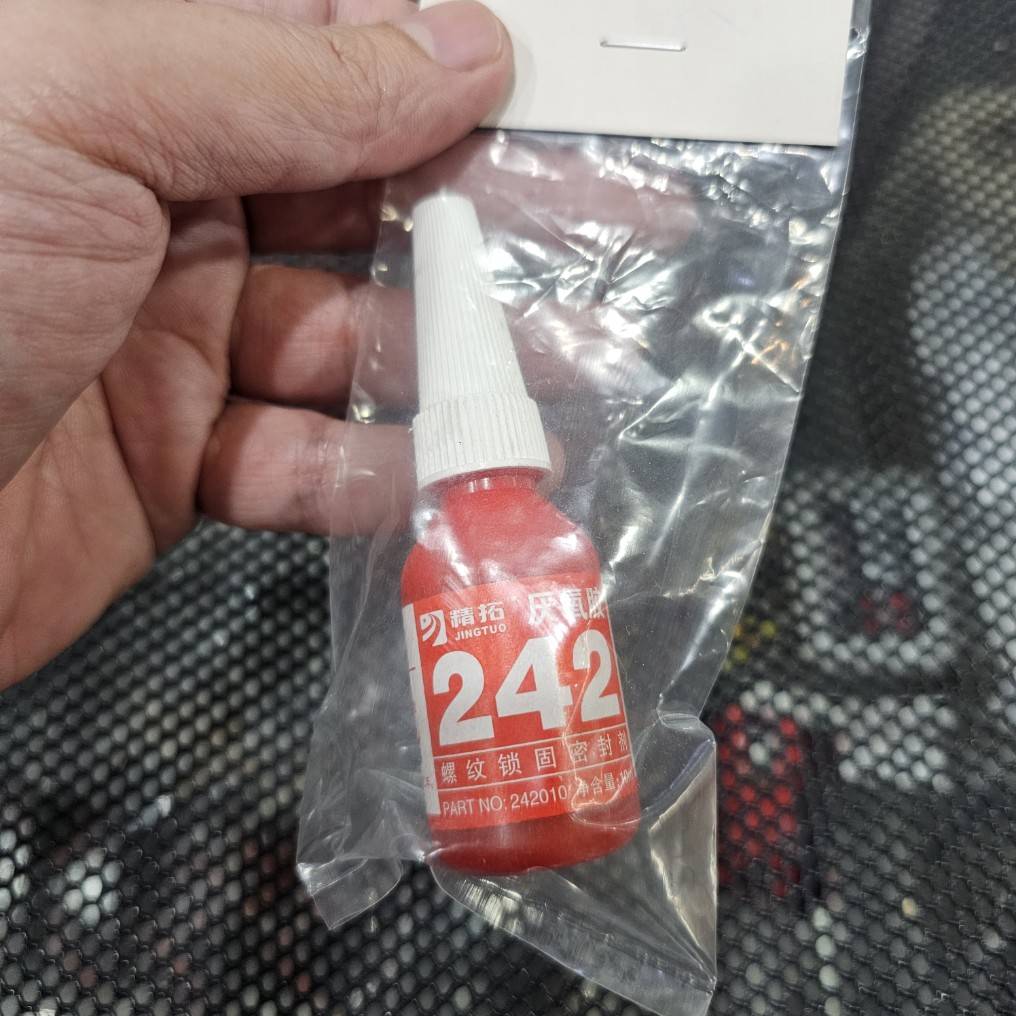 精拓 厌氧胶
JINGTUO
242
螺纹锁固密封剂
PART NO: 242010 净含量:10